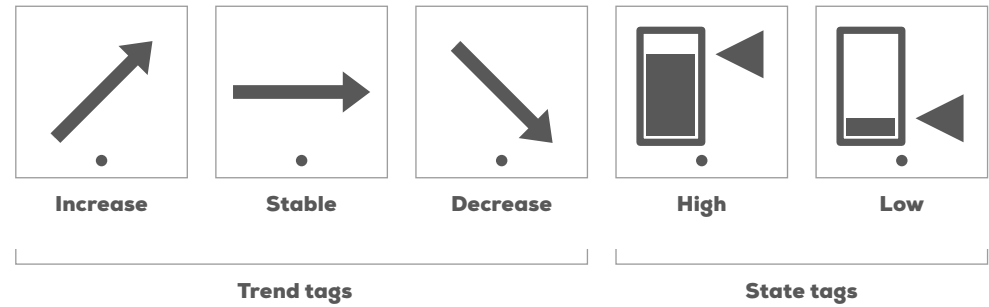 Increase
Stable
Decrease
High
Low
Trend tags
State tags